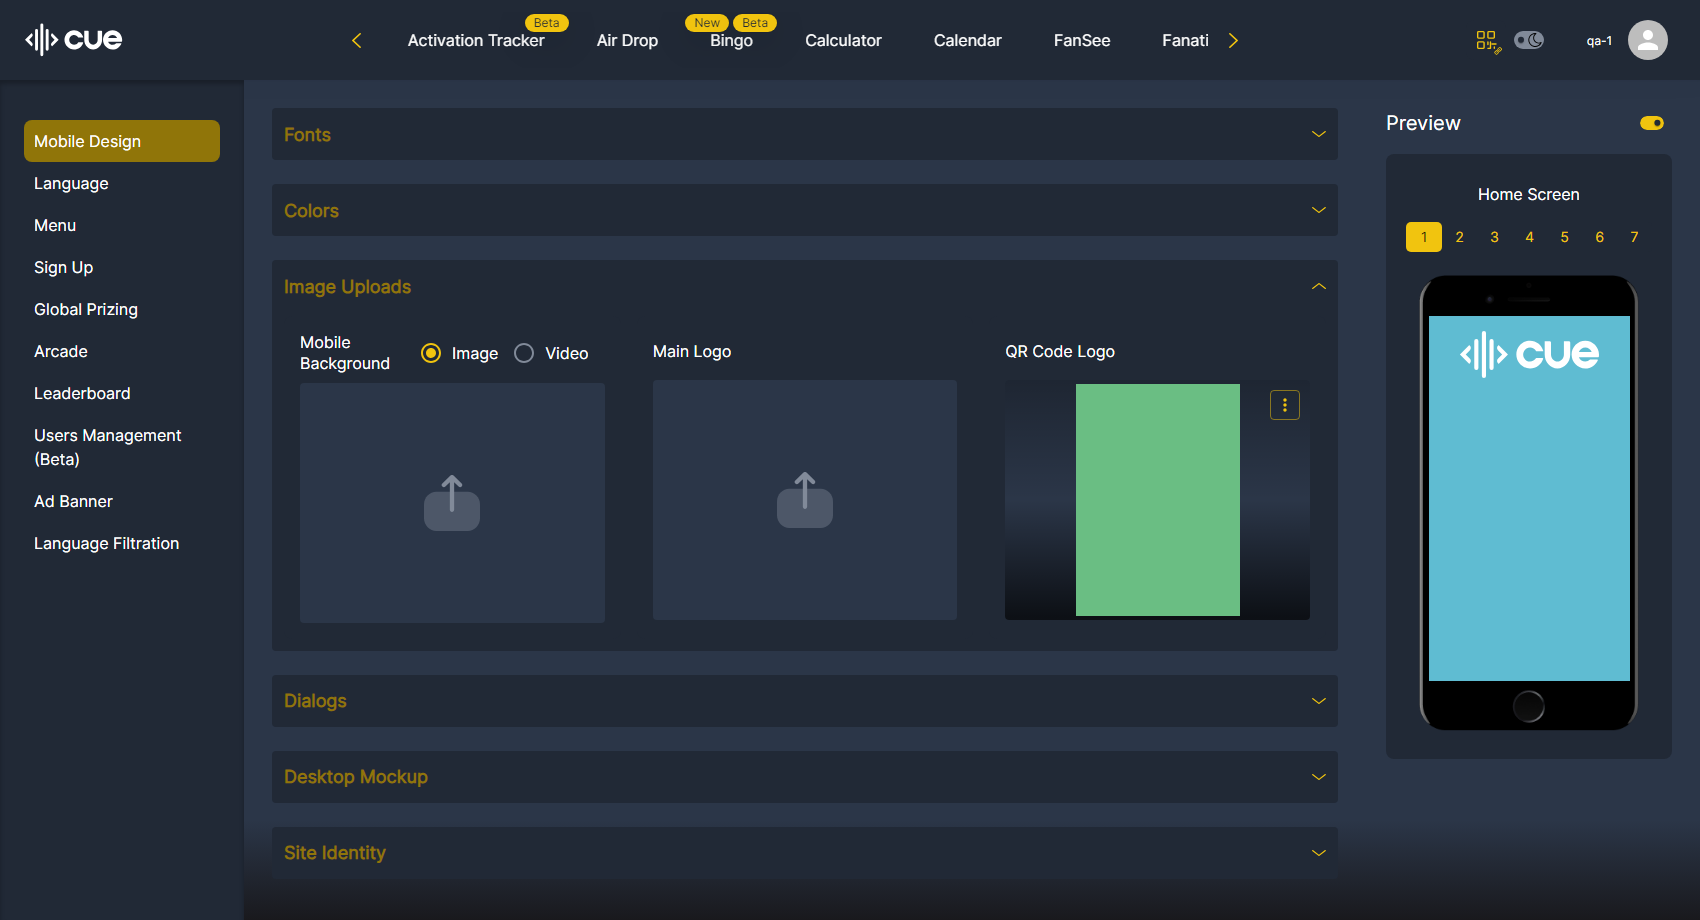 cue
Beta
New
Beta
Activation Tracker
Air Drop
Bingo
Calculator
Calendar
FanSee
Fanati
qa-1
Mobile Design
Language
Menu
Sign Up
Global Prizing
Arcade
Leaderboard
Users Management
(Beta)
Ad Banner
Language Filtration
Fonts
Colors
Image Uploads
Mobile
Background
Image
Video
Main Logo
QR Code Logo
Dialogs
Desktop Mockup
Site Identity
Preview
Home Screen
1 2 3 4 5 6 7
cue